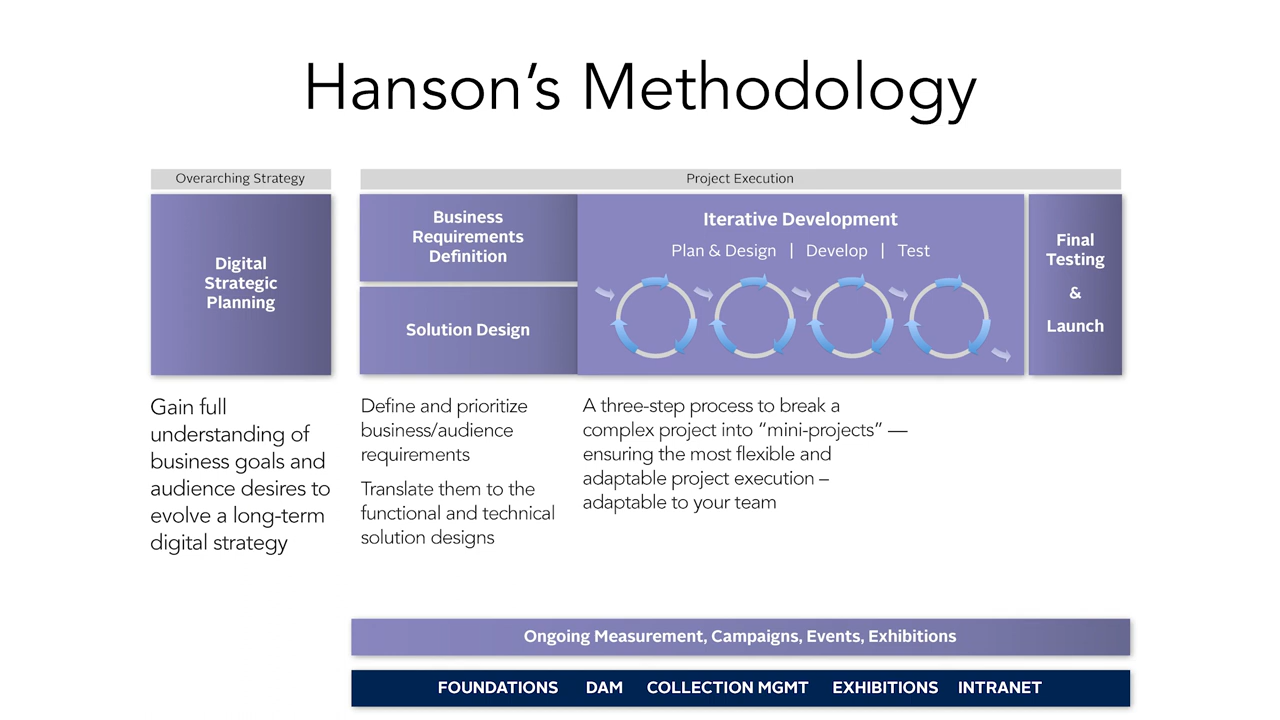 Hanson’s Methodology
Overarching Strategy
Project Execution
Digital
Strategic
Planning
Business
Requirements
Definition
Solution Design
Iterative Development
Plan & Design | Develop | Test
Final
Testing
&
Launch
Gain full
understanding of
business goals and
audience desires to
evolve a long-term
digital strategy
Define and prioritize
business/audience
requirements
Translate them to the
functional and technical
solution designs
A three-step process to break a
complex project into “mini-projects” —
ensuring the most flexible and
adaptable project execution –
adaptable to your team
Ongoing Measurement, Campaigns, Events, Exhibitions
FOUNDATIONS DAM COLLECTION MGMT EXHIBITIONS INTRANET